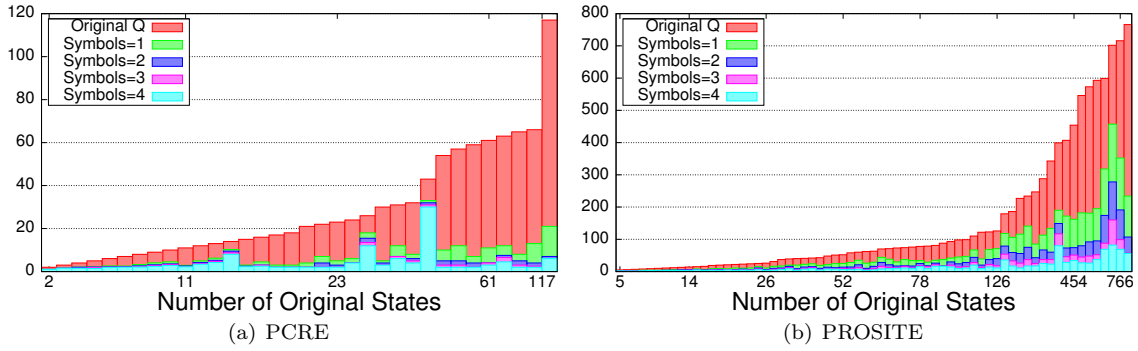 120
100
80
60
40
20
0
Original Q
Symbols=1
Symbols=2
Symbols=3
Symbols=4
2 11 23 61 117
Number of Original States
(a) PCRE
800
700
600
500
400
300
200
100
0
Original Q
Symbols=1
Symbols=2
Symbols=3
Symbols=4
5 14 26 52 78 126 454 766
Number of Original States
(b) PROSITE